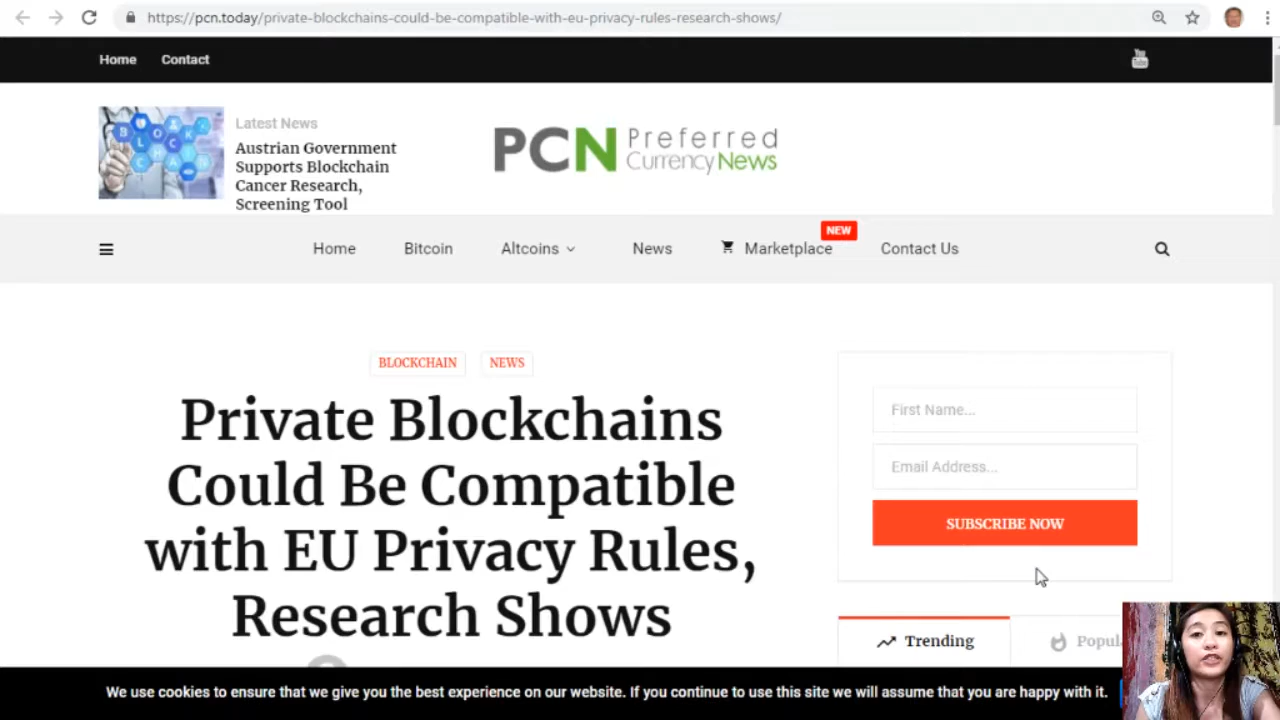 https://pcn.today/private-blockchains-could-be-compatible-with-eu-privacy-rules-research-shows/
Home Contact
You Tube
Latest News
Austrian Government
Supports Blockchain
Cancer Research,
Screening Tool
BLOCK
CHAIN
PCN Preferred
Currency News
NEW
Home Bitcoin Altcoins News Marketplace Contact Us
BLOCKCHAIN NEWS
Private Blockchains
Could Be Compatible
with EU Privacy Rules,
Research Shows
First Name...
Email Address...
SUBSCRIBE NOW
Trending
We use cookies to ensure that we give you the best experience on our website. If you continue to use this site we will assume that you are happy with it.